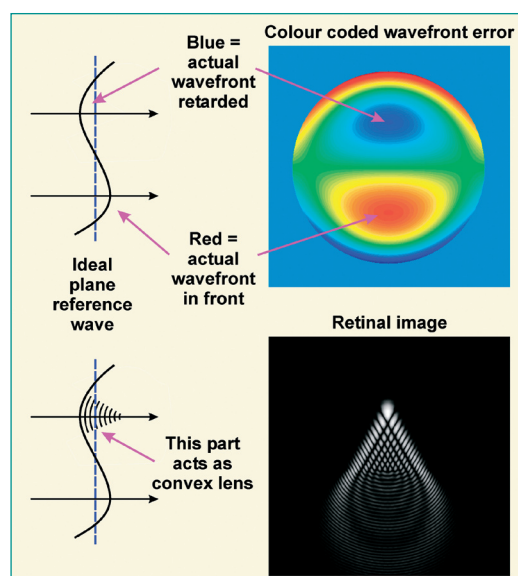 Colour coded wavefront error
Blue =
actual
wavefront
retarded
Red =
actual
wavefront
in front
Ideal
plane
reference
wave
Retinal image
This part
acts as
convex lens